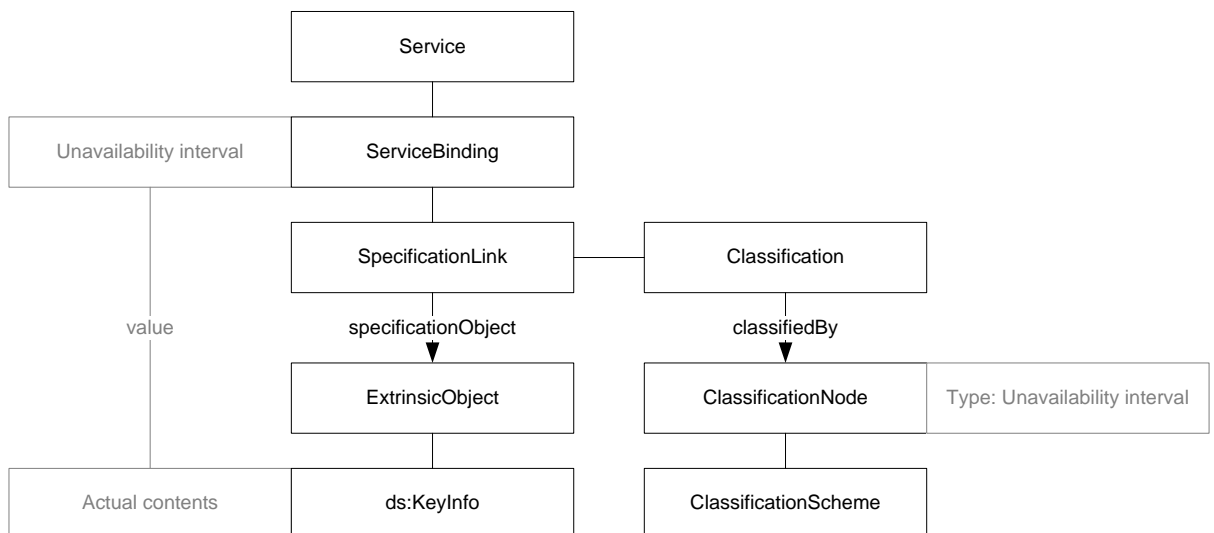 Service
Unavailability interval
ServiceBinding
SpecificationLink
Classification
value
specificationObject
classifiedBy
ExtrinsicObject
ClassificationNode
Type: Unavailability interval
Actual contents
ds:KeyInfo
ClassificationScheme